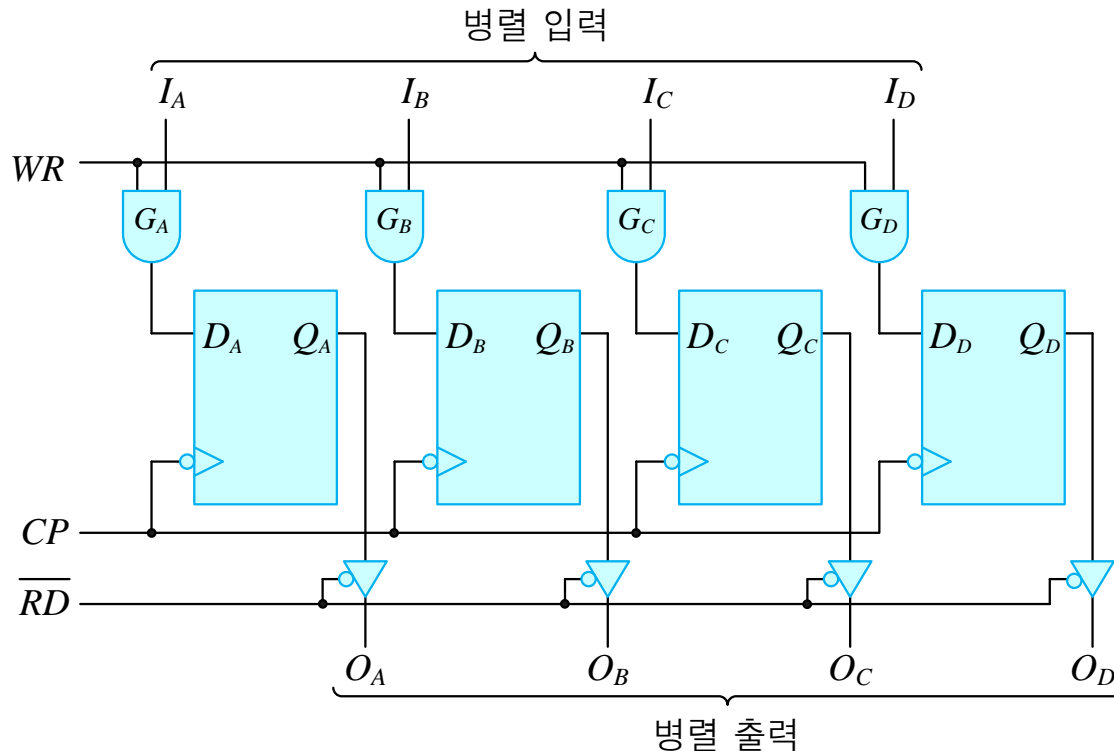 병렬 입력
I_A I_B I_C I_D
WR
G_A G_B G_C G_D
D_A Q_A D_B Q_B D_C Q_C D_D Q_D
CP
\overline{RD}
O_A O_B O_C O_D
병렬 출력